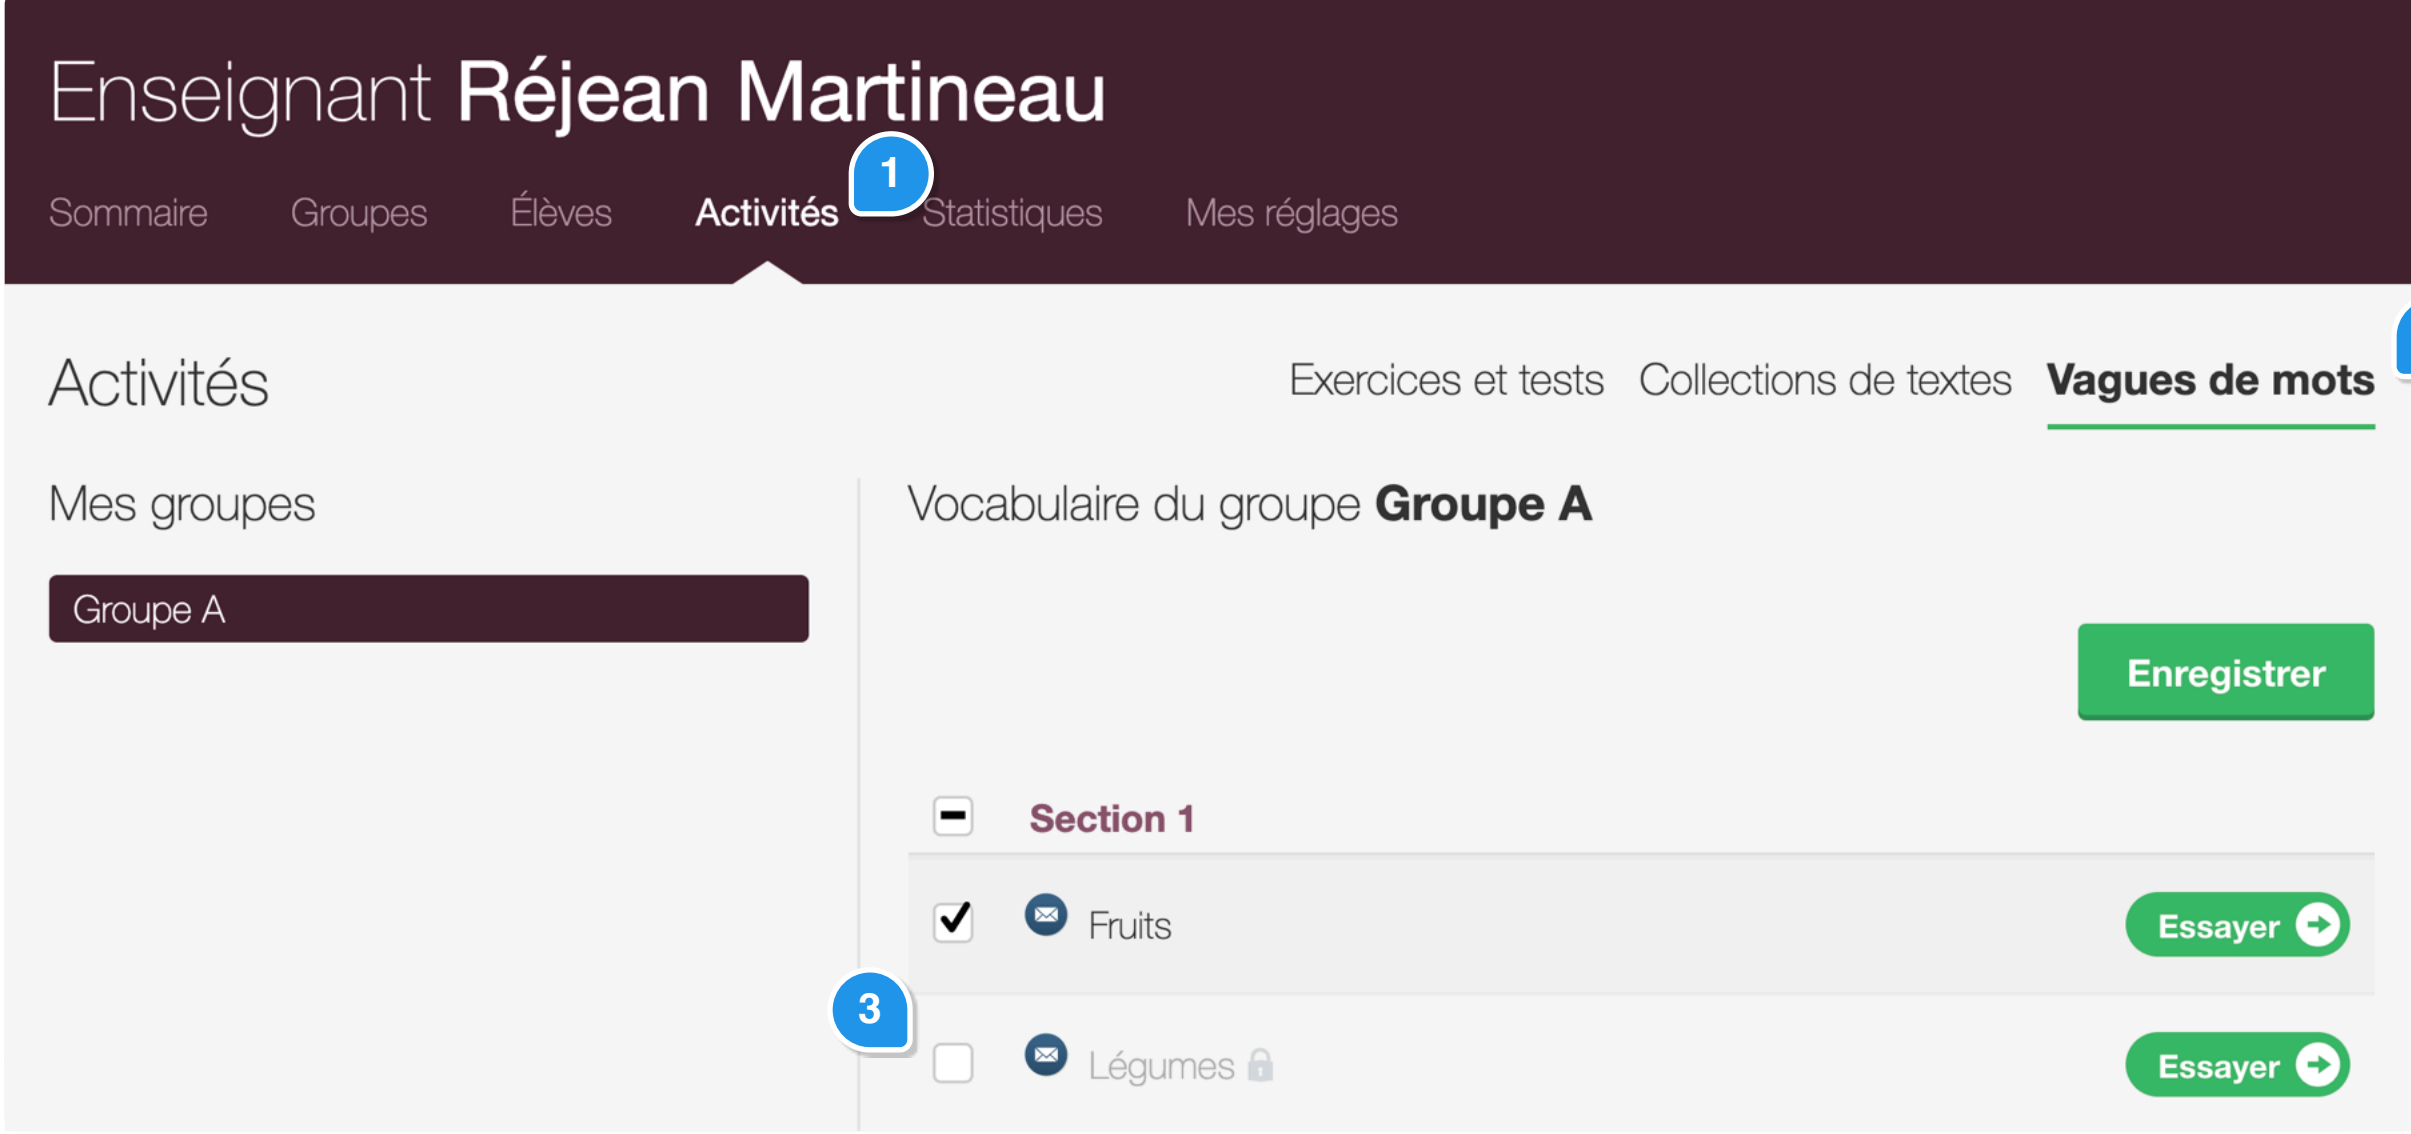 Enseignant Réjean Martineau
1
Sommaire Groupes Élèves Activités Statistiques Mes réglages
Activités
Exercices et tests Collections de textes Vagues de mots
Mes groupes
Groupe A
Vocabulaire du groupe Groupe A
Enregistrer
Section 1
Fruits Essayer
3
Légumes Essayer